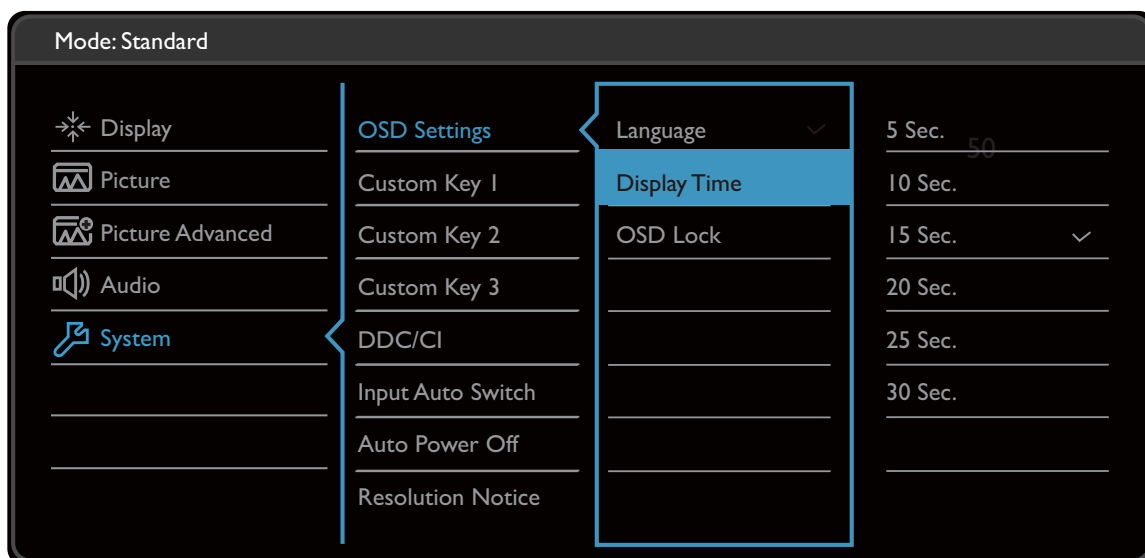 Mode: Standard
Display
Picture
Picture Advanced
Audio
System
OSD Settings
Custom Key 1
Custom Key 2
Custom Key 3
DDC/CI
Input Auto Switch
Auto Power Off
Resolution Notice
Language
Display Time
OSD Lock
5 Sec.
50
10 Sec.
15 Sec.
20 Sec.
25 Sec.
30 Sec.